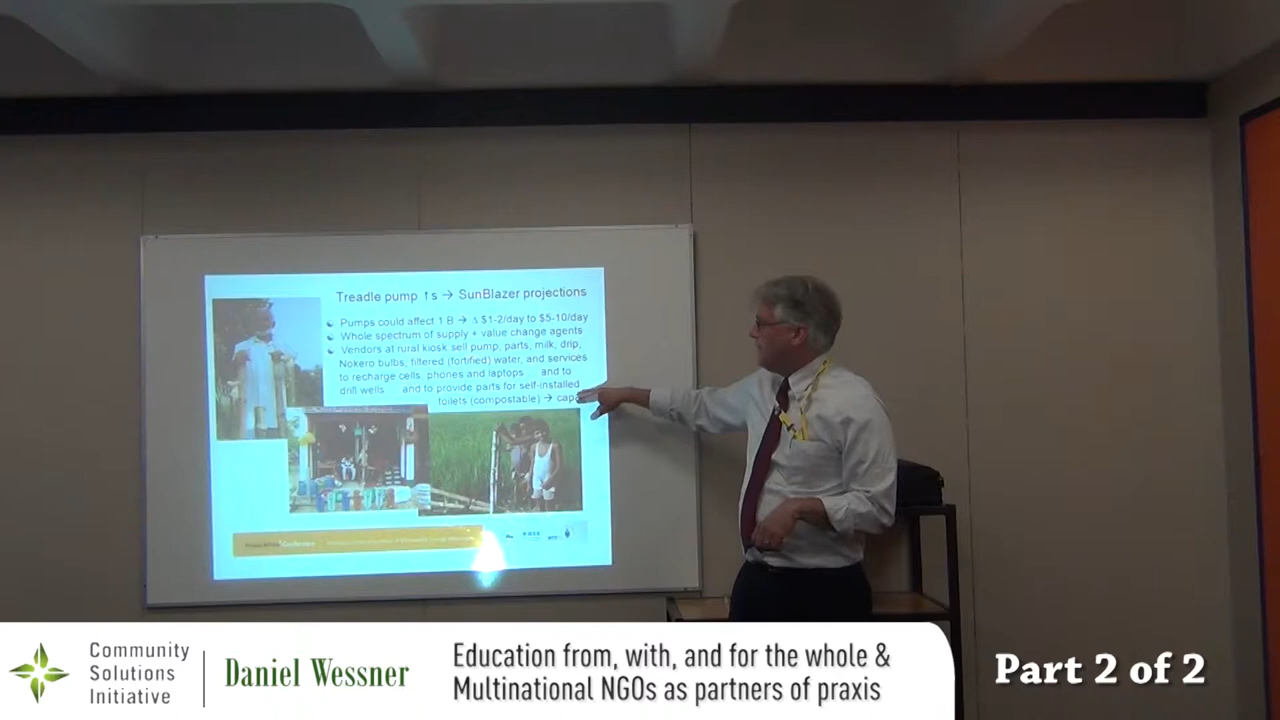 Treadle pump ↑s → SunBlazer projections
Pumps could affect 1 B → Δ $1-2/day to $5-10/day
Whole spectrum of supply + value change agents
Vendors at rural kiosk sell pump, parts, milk, drip,
Nokero bulbs, filtered (fortified) water, and services
to recharge cells, phones and laptops and to
drill wells and to provide parts for self-installed
toilets (compostable) → capa
IEEE
Community
Solutions
Initiative
Daniel Wessner
Education from, with, and for the whole &
Multinational NGOs as partners of praxis
Part 2 of 2